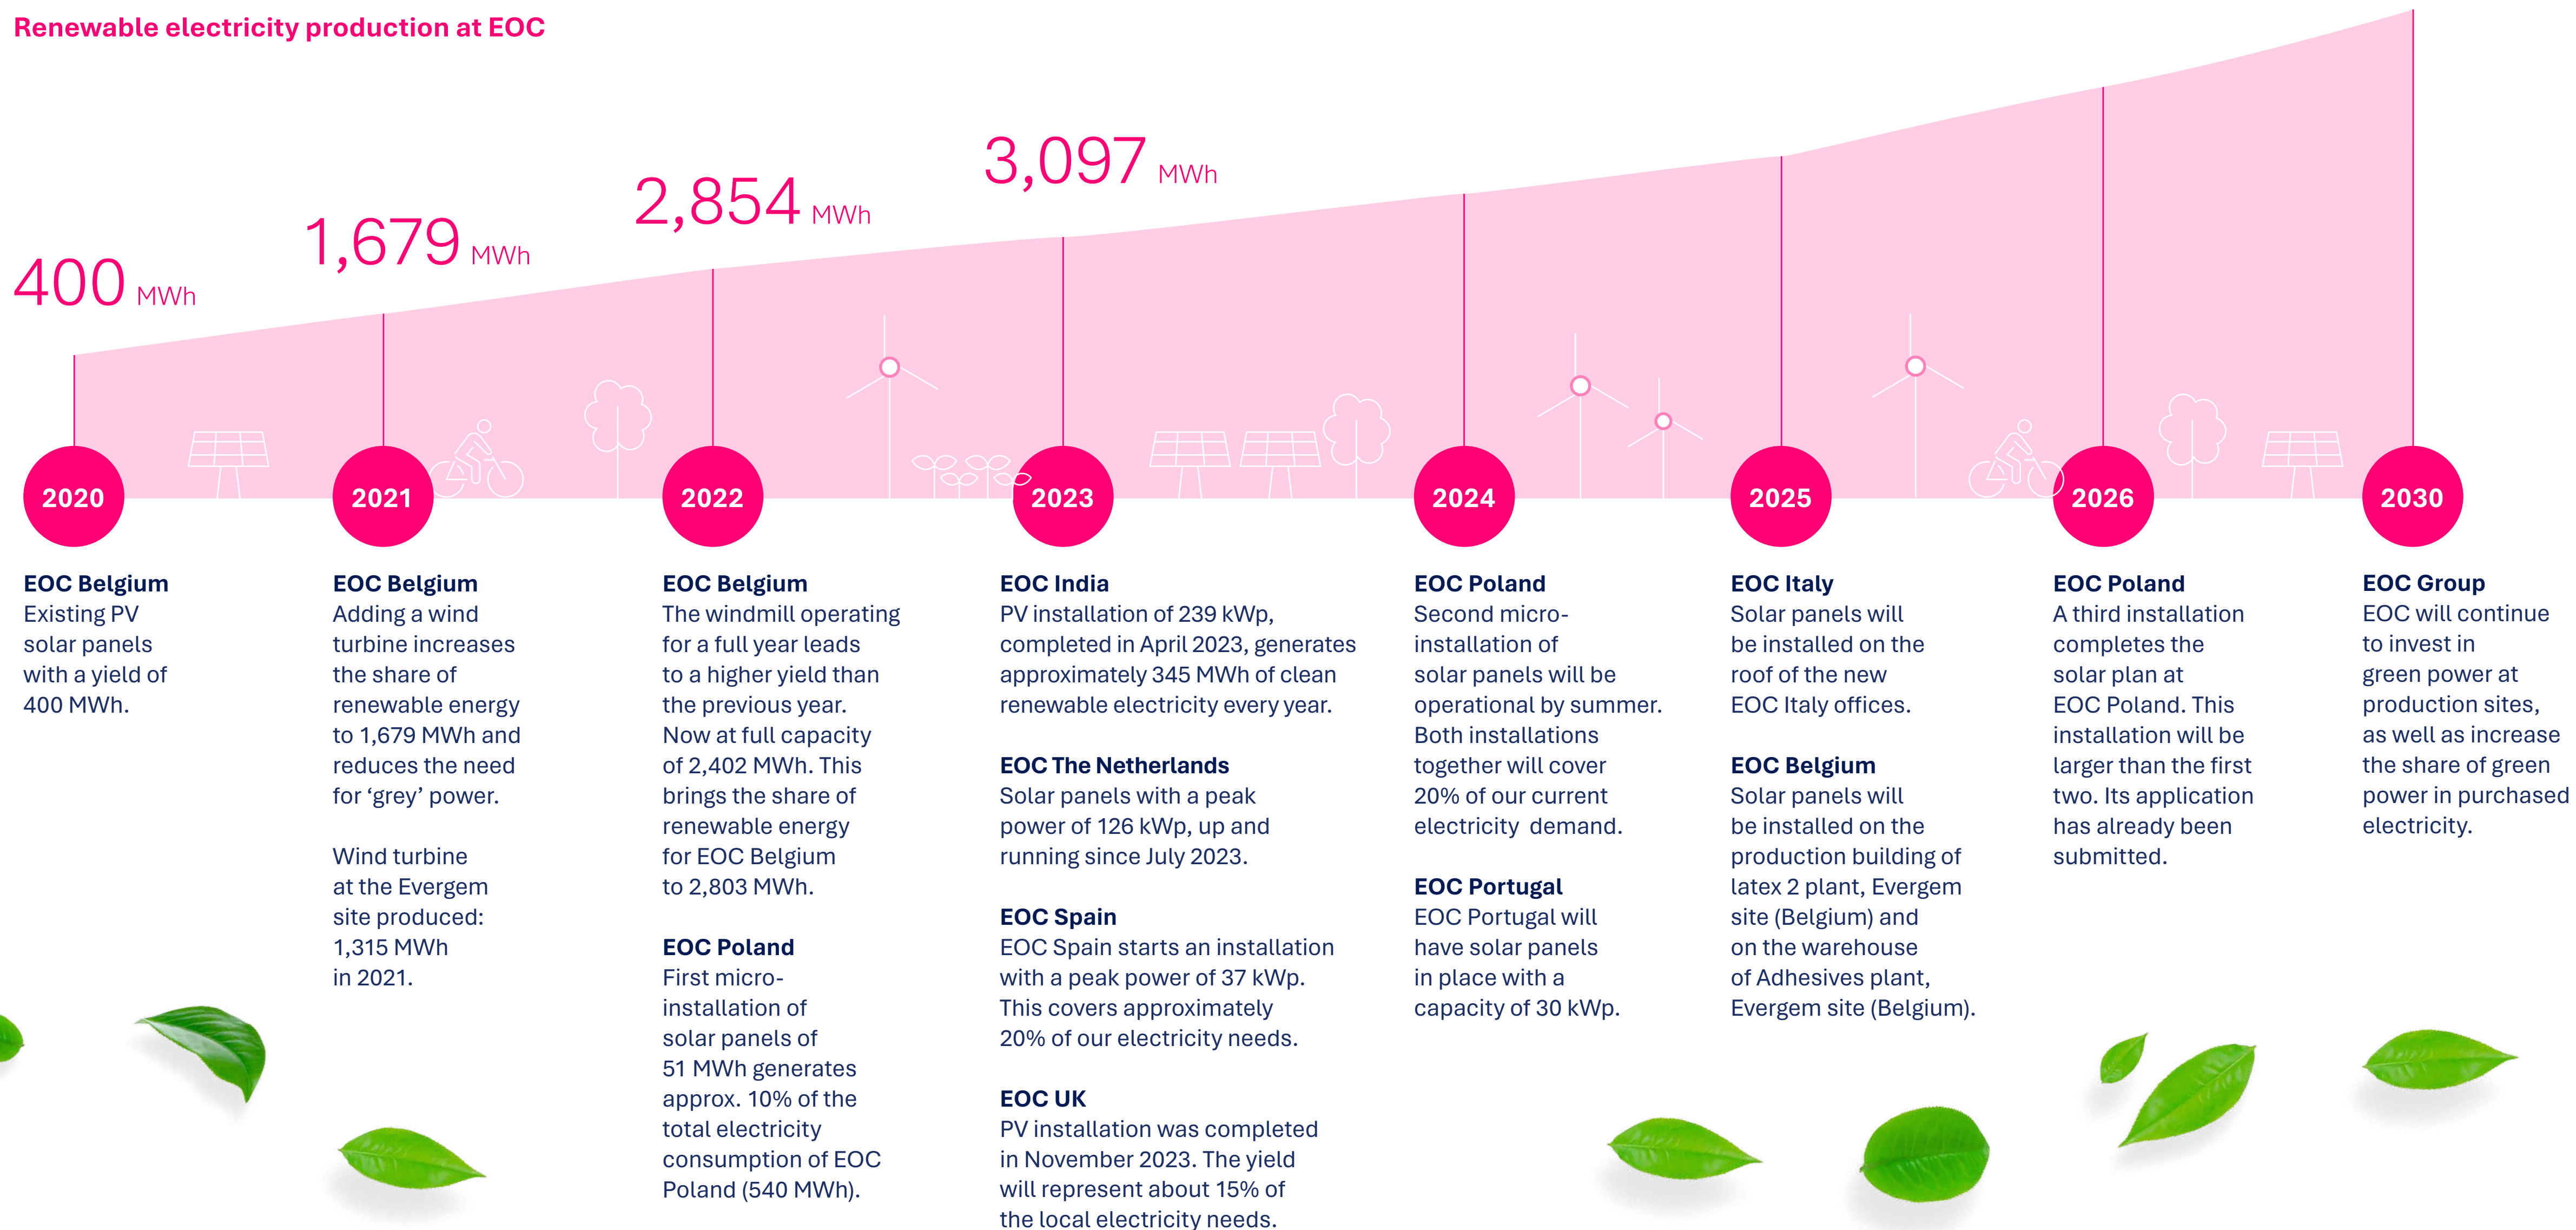 Renewable electricity production at EOC
400 MWh
1,679 MWh
2,854 MWh
3,097 MWh
2020
2021
2022
2023
2024
2025
2026
2030
EOC Belgium
Existing PV
solar panels
with a yield of
400 MWh.
EOC Belgium
Adding a wind
turbine increases
the share of
renewable energy
to 1,679 MWh and
reduces the need
for ‘grey’ power.
Wind turbine
at the Evergem
site produced:
1,315 MWh
in 2021.
EOC Belgium
The windmill operating
for a full year leads
to a higher yield than
the previous year.
Now at full capacity
of 2,402 MWh. This
brings the share of
renewable energy
for EOC Belgium
to 2,803 MWh.
EOC Poland
First micro-
installation of
solar panels of
51 MWh generates
approx. 10% of the
total electricity
consumption of EOC
Poland (540 MWh).
EOC India
PV installation of 239 kWp,
completed in April 2023, generates
approximately 345 MWh of clean
renewable electricity every year.
EOC The Netherlands
Solar panels with a peak
power of 126 kWp, up and
running since July 2023.
EOC Spain
EOC Spain starts an installation
with a peak power of 37 kWp.
This covers approximately
20% of our electricity needs.
EOC UK
PV installation was completed
in November 2023. The yield
will represent about 15% of
the local electricity needs.
EOC Poland
Second micro-
installation of
solar panels will be
operational by summer.
Both installations
together will cover
20% of our current
electricity demand.
EOC Portugal
EOC Portugal will
have solar panels
in place with a
capacity of 30 kWp.
EOC Italy
Solar panels will
be installed on the
roof of the new
EOC Italy offices.
EOC Belgium
Solar panels will
be installed on the
production building of
latex 2 plant, Evergem
site (Belgium) and
on the warehouse
of Adhesives plant,
Evergem site (Belgium).
EOC Poland
A third installation
completes the
solar plan at
EOC Poland. This
installation will be
larger than the first
two. Its application
has already been
submitted.
EOC Group
EOC will continue
to invest in
green power at
production sites,
as well as increase
the share of green
power in purchased
electricity.